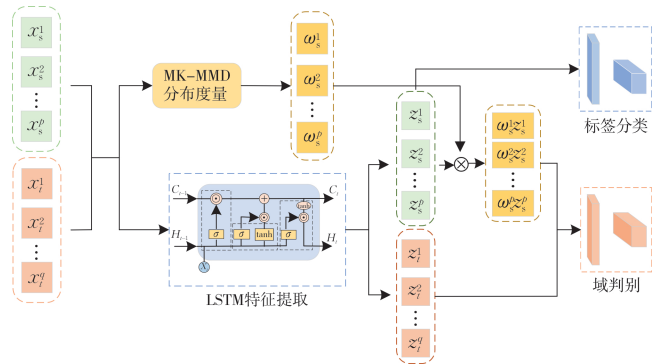 x_s^1
x_s^2
⋯
x_s^p
x_t^1
x_t^2
⋯
x_t^q
MK-MMD
分布度量
ω_s^1
ω_s^2
⋯
ω_s^p
C_{t-1}
C_t
H_{t-1}
H_t
σ
σ
tanh
σ
tanh
LSTM特征提取
z_s^1
z_s^2
⋯
z_s^p
z_t^1
z_t^2
⋯
z_t^q
ω_s^1z_s^1
ω_s^2z_s^2
⋯
ω_s^pz_s^p
标签分类
域判别